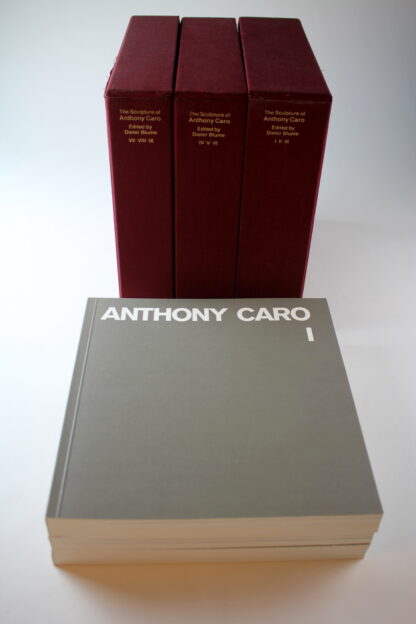 The Sculpture of
Anthony Caro
Edited by
Dieter Blume
VII · VIII · IX
The Sculpture of
Anthony Caro
Edited by
Dieter Blume
IV · V · VI
The Sculpture of
Anthony Caro
Edited by
Dieter Blume
I · II · III
ANTHONY CARO
I